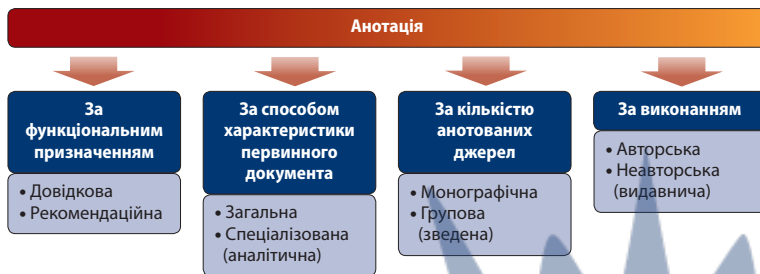 Анотація
За
функціональним
призначенням
• Довідкова
• Рекомендаційна
За способом
характеристики
первинного
документа
• Загальна
• Спеціалізована
(аналітична)
За кількістю
анотованих
джерел
• Монографічна
• Групова
(зведена)
За виконанням
• Авторська
• Неавторська
(видавнича)